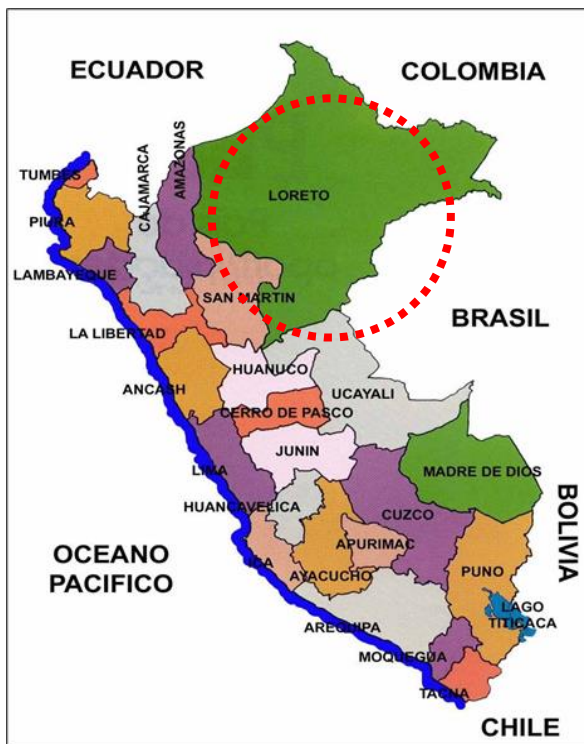 ECUADOR
COLOMBIA
TUMBES
PIURA
CAJAMARCA
AMAZONAS
LORETO
LAMBAYEQUE
SAN MARTIN
LA LIBERTAD
BRASIL
HUANUCO
ANCASH
UCAYALI
CERRO DE PASCO
JUNIN
LIMA
MADRE DE DIOS
HUANCAVELICA
CUZCO
BOLIVIA
OCEANO
PACIFICO
ICA
APURIMAC
AYACUCHO
PUNO
LAGO
TITICACA
AREQUIPA
MOQUEGUA
TACNA
CHILE